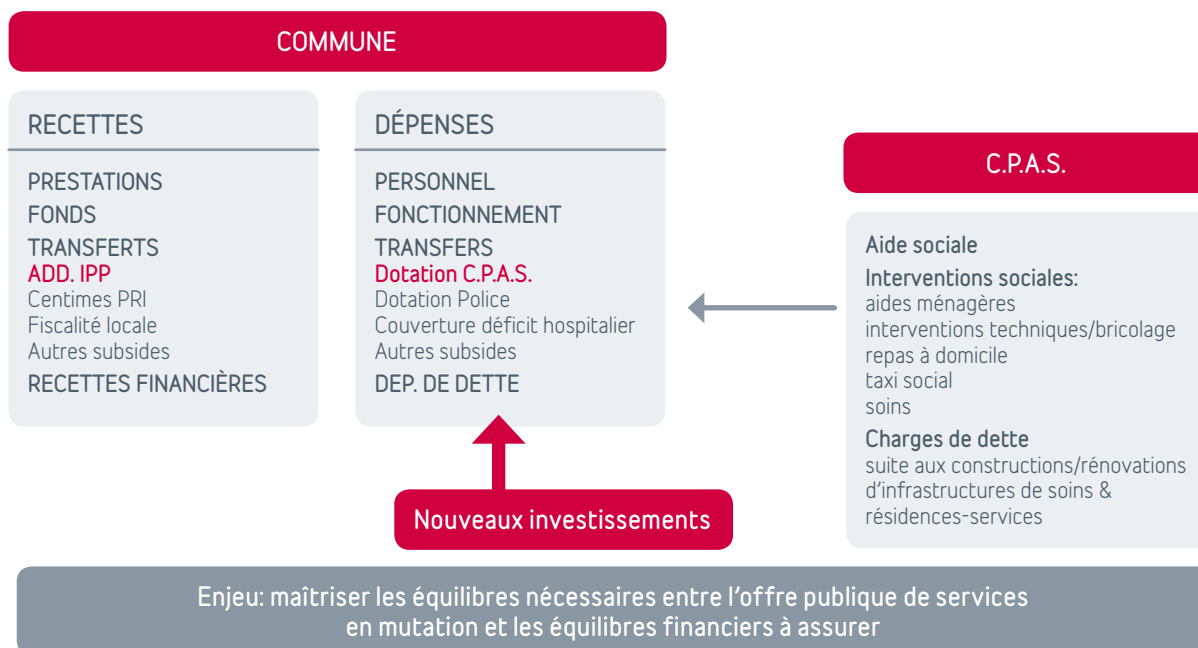 COMMUNE
RECETTES
PRESTATIONS
FONDS
TRANSFERTS
ADD. IPP
Centimes PRI
Fiscalité locale
Autres subsides
RECETTES FINANCIÈRES
DÉPENSES
PERSONNEL
FONCTIONNEMENT
TRANSFERS
Dotation C.P.A.S.
Dotation Police
Couverture déficit hospitalier
Autres subsides
DEP. DE DETTE
C.P.A.S.
Aide sociale
Interventions sociales:
aides ménagères
interventions techniques/bricolage
repas à domicile
taxi social
soins
Charges de dette
suite aux constructions/rénovations
d'infrastructures de soins &
résidences-services
Nouveaux investissements
Enjeu: maîtriser les équilibres nécessaires entre l'offre publique de services
en mutation et les équilibres financiers à assurer